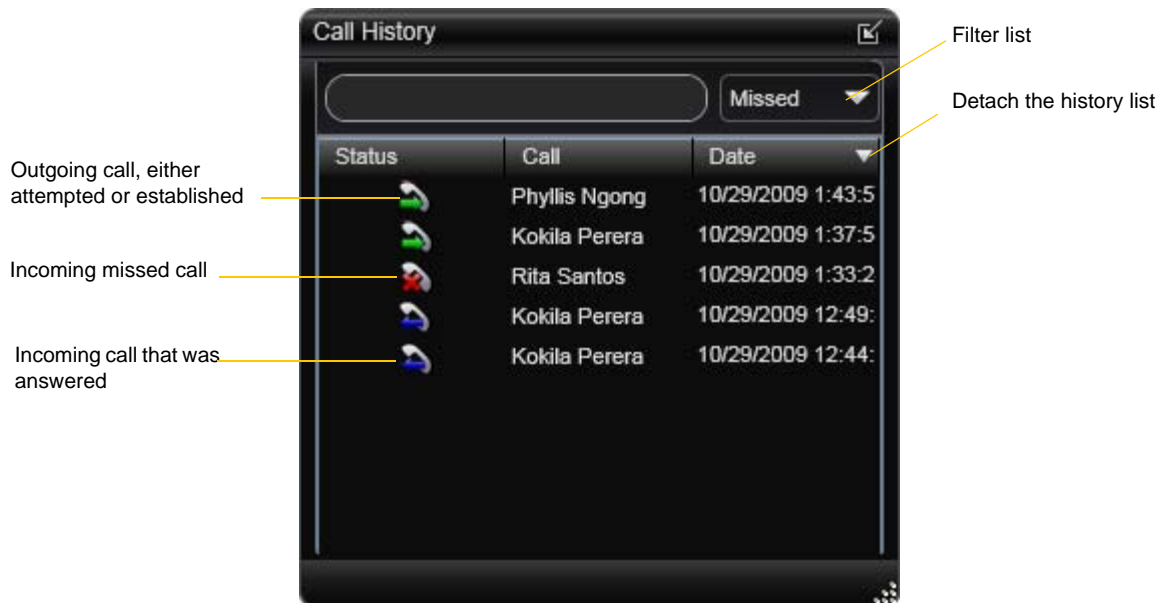 Call History
Filter list
Missed
Detach the history list
Status Call Date
Outgoing call, either
attempted or established
Phyllis Ngong 10/29/2009 1:43:5
Kokila Perera 10/29/2009 1:37:5
Incoming missed call
Rita Santos 10/29/2009 1:33:2
Kokila Perera 10/29/2009 12:49:
Incoming call that was
answered
Kokila Perera 10/29/2009 12:44: